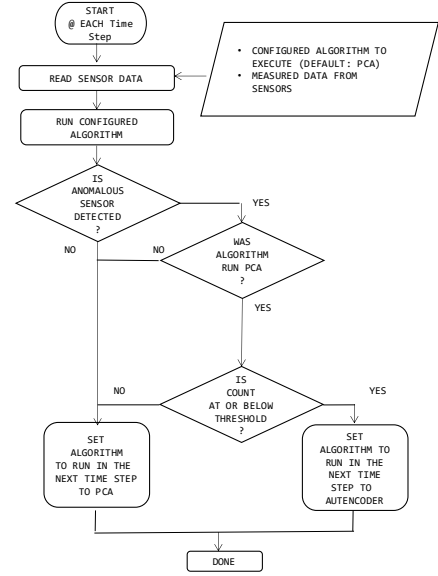 START
@ EACH Time
Step
• CONFIGURED ALGORITHM TO
EXECUTE (DEFAULT: PCA)
• MEASURED DATA FROM
SENSORS
READ SENSOR DATA
RUN CONFIGURED
ALGORITHM
IS
ANOMALOUS
SENSOR
DETECTED
?
YES
NO
NO
WAS
ALGORITHM
RUN PCA
?
YES
IS
COUNT
AT OR BELOW
THRESHOLD
?
NO
YES
SET
ALGORITHM
TO RUN IN THE
NEXT TIME STEP
TO PCA
SET
ALGORITHM TO
RUN IN THE
NEXT TIME
STEP TO
AUTENCODER
DONE